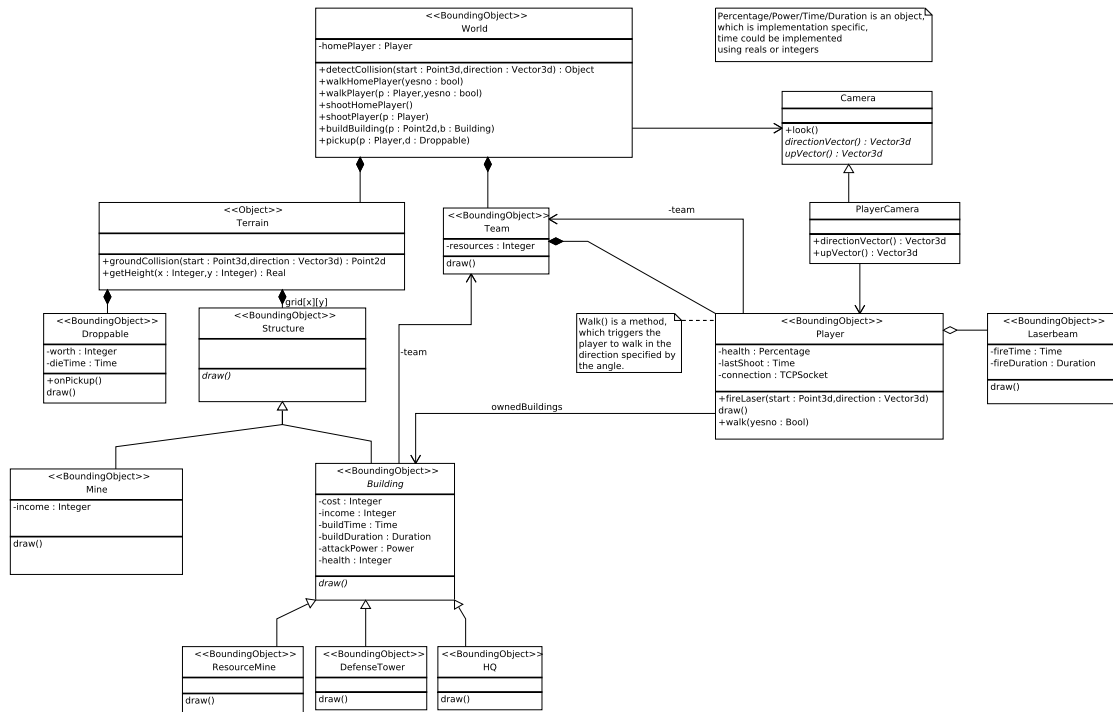 <<BoundingObject>>
World
-homePlayer : Player
+detectCollision(start : Point3d,direction : Vector3d) : Object
+walkHomePlayer(yesno : bool)
+walkPlayer(p : Player,yesno : bool)
+shootHomePlayer()
+shootPlayer(p : Player)
+buildBuilding(p : Point2d,b : Building)
+pickup(p : Player,d : Droppable)
Percentage/Power/Time/Duration is an object,
which is implementation specific,
time could be implemented
using reals or integers
Camera
+look()
directionVector() : Vector3d
upVector() : Vector3d
<<Object>>
Terrain
+groundCollision(start : Point3d,direction : Vector3d) : Point2d
+getHeight(x : Integer,y : Integer) : Real
<<BoundingObject>>
Team
-resources : Integer
draw()
-team
PlayerCamera
+directionVector() : Vector3d
+upVector() : Vector3d
grid[x][y]
<<BoundingObject>>
Droppable
-worth : Integer
-dieTime : Time
+onPickup()
draw()
<<BoundingObject>>
Structure
draw()
-team
Walk() is a method,
which triggers the
player to walk in the
direction specified by
the angle.
<<BoundingObject>>
Player
-health : Percentage
-lastShoot : Time
-connection : TCPSocket
+fireLaser(start : Point3d,direction : Vector3d)
draw()
+walk(yesno : Bool)
<<BoundingObject>>
Laserbeam
-fireTime : Time
-fireDuration : Duration
draw()
ownedBuildings
<<BoundingObject>>
Mine
-income : Integer
draw()
<<BoundingObject>>
Building
-cost : Integer
-income : Integer
-buildTime : Time
-buildDuration : Duration
-attackPower : Power
-health : Integer
draw()
<<BoundingObject>>
ResourceMine
draw()
<<BoundingObject>>
DefenseTower
draw()
<<BoundingObject>>
HQ
draw()